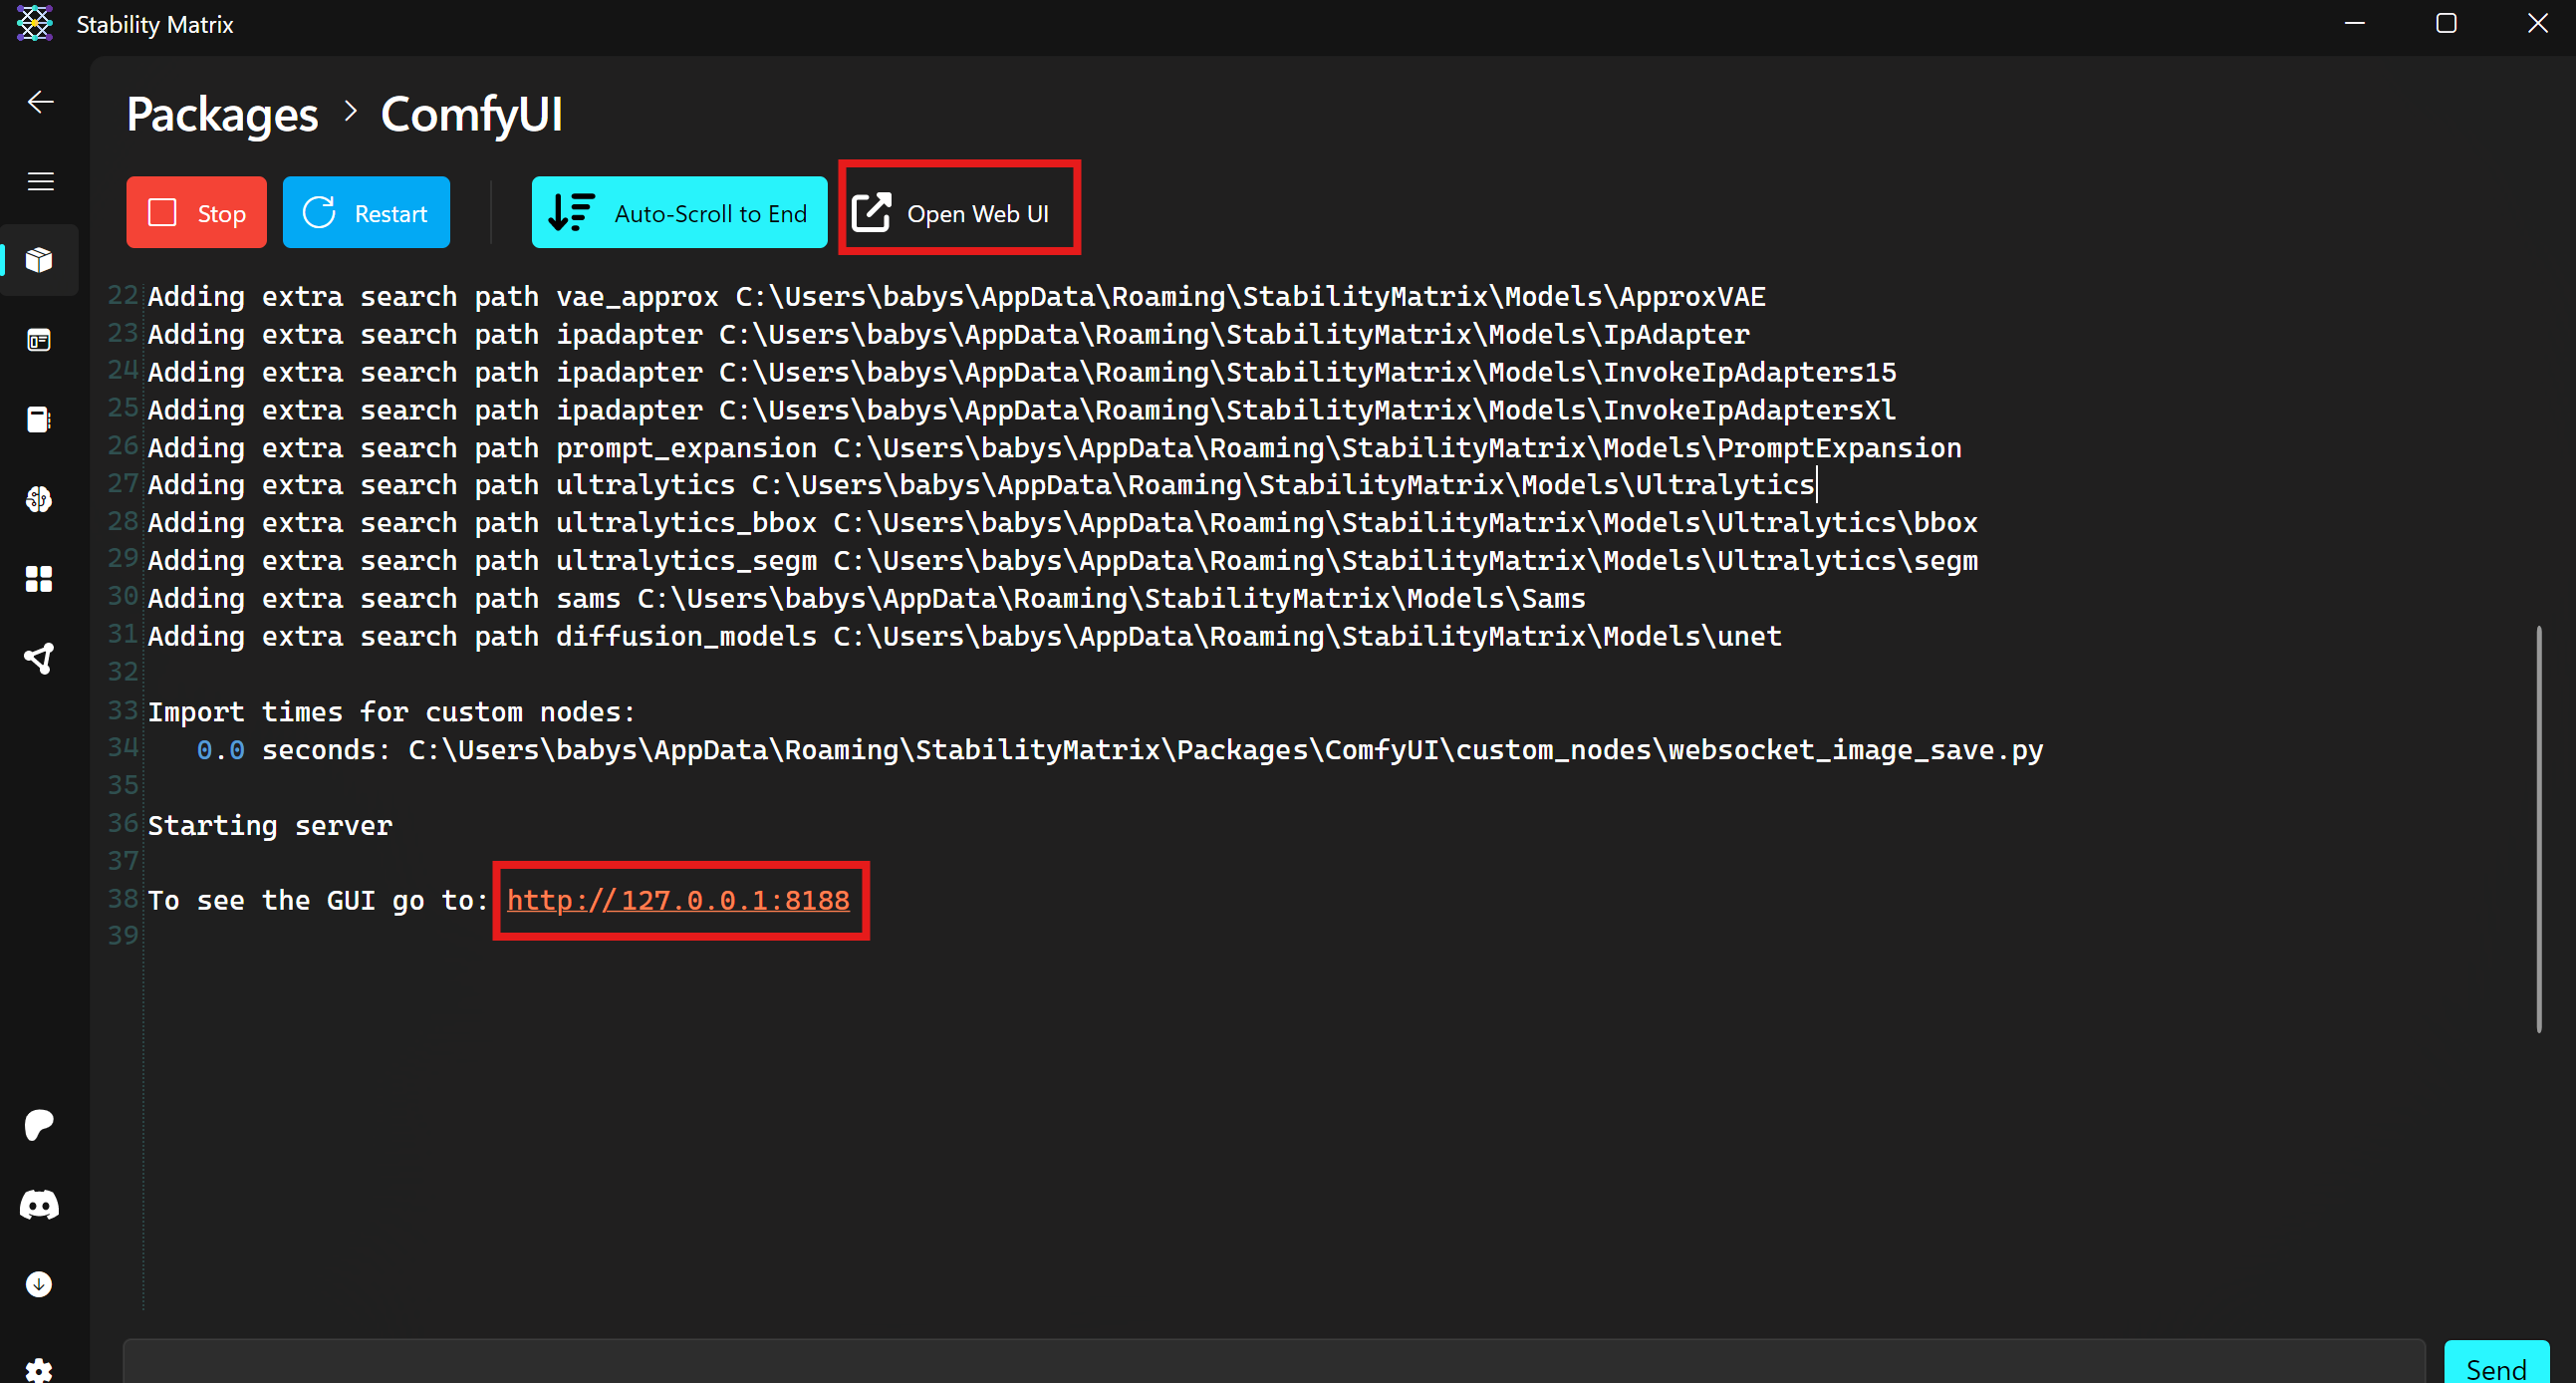 Stability Matrix
Packages > ComfyUI
Stop Restart Auto-Scroll to End Open Web UI
22 Adding extra search path vae_approx C:\Users\babys\AppData\Roaming\StabilityMatrix\Models\ApproxVAE
23 Adding extra search path ipadapter C:\Users\babys\AppData\Roaming\StabilityMatrix\Models\IpAdapter
24 Adding extra search path ipadapter C:\Users\babys\AppData\Roaming\StabilityMatrix\Models\InvokeIpAdapters15
25 Adding extra search path ipadapter C:\Users\babys\AppData\Roaming\StabilityMatrix\Models\InvokeIpAdaptersXl
26 Adding extra search path prompt_expansion C:\Users\babys\AppData\Roaming\StabilityMatrix\Models\PromptExpansion
27 Adding extra search path ultralytics C:\Users\babys\AppData\Roaming\StabilityMatrix\Models\Ultralytics
28 Adding extra search path ultralytics_bbox C:\Users\babys\AppData\Roaming\StabilityMatrix\Models\Ultralytics\bbox
29 Adding extra search path ultralytics_segm C:\Users\babys\AppData\Roaming\StabilityMatrix\Models\Ultralytics\segm
30 Adding extra search path sams C:\Users\babys\AppData\Roaming\StabilityMatrix\Models\Sams
31 Adding extra search path diffusion_models C:\Users\babys\AppData\Roaming\StabilityMatrix\Models\unet
32
33 Import times for custom nodes:
34 0.0 seconds: C:\Users\babys\AppData\Roaming\StabilityMatrix\Packages\ComfyUI\custom_nodes\websocket_image_save.py
35
36 Starting server
37
38 To see the GUI go to: http://127.0.0.1:8188
39
Send